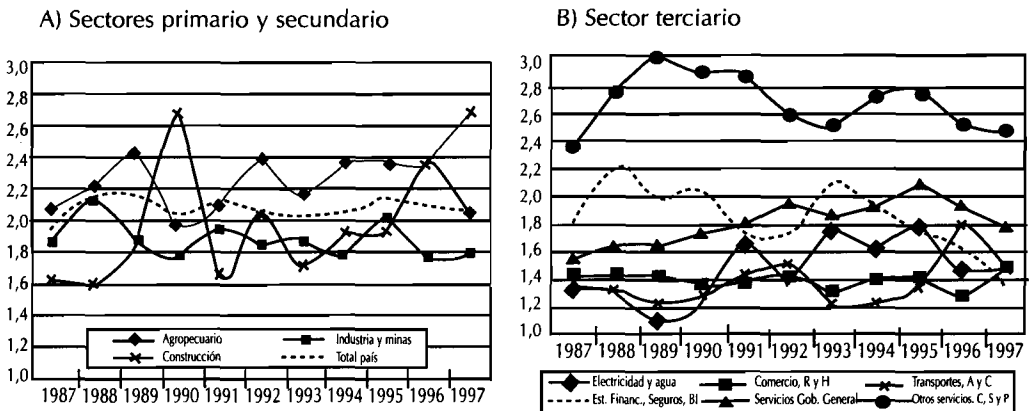 A) Sectores primario y secundario
3,0
2,8
2,6
2,4
2,2
2,0
1,8
1,6
1,4
1,2
1,0
Agropecuario
Industria y minas
Construcción
Total país
1987 1988 1989 1990 1991 1992 1993 1994 1995 1996 1997
B) Sector terciario
3,0
2,8
2,6
2,4
2,2
2,0
1,8
1,6
1,4
1,2
1,0
1987 1988 1989 1990 1991 1992 1993 1994 1995 1996 1997
Electricidad y agua
Comercio, R y H
Transportes, A y C
Est. Financ., Seguros, BI
Servicios Gob. General
Otros servicios. C, S y P